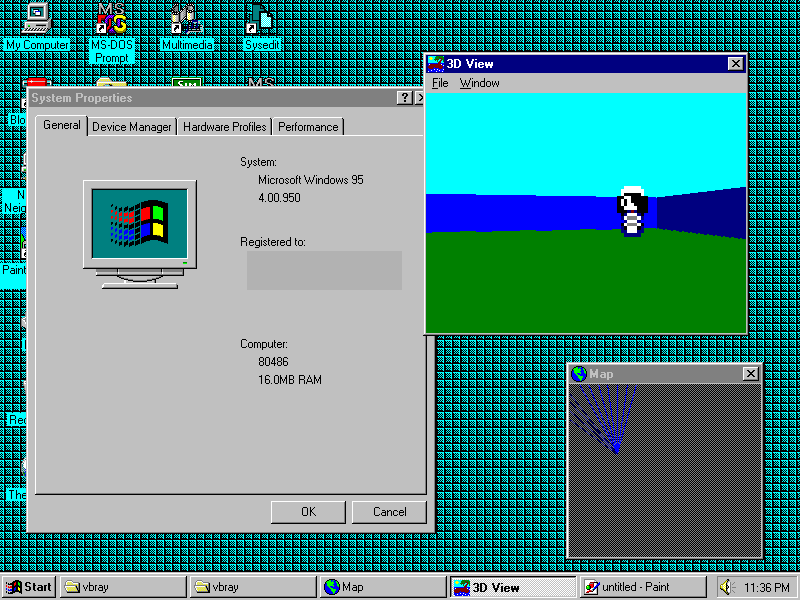 My Computer
MS-DOS
Prompt
Multimedia
Sysedit
System Properties
General
Device Manager
Hardware Profiles
Performance
System:
Microsoft Windows 95
4.00.950
Registered to:
Computer:
80486
16.0MB RAM
OK
Cancel
3D View
File Window
Map
Start
vbray
vbray
Map
3D View
untitled - Paint
11:36 PM